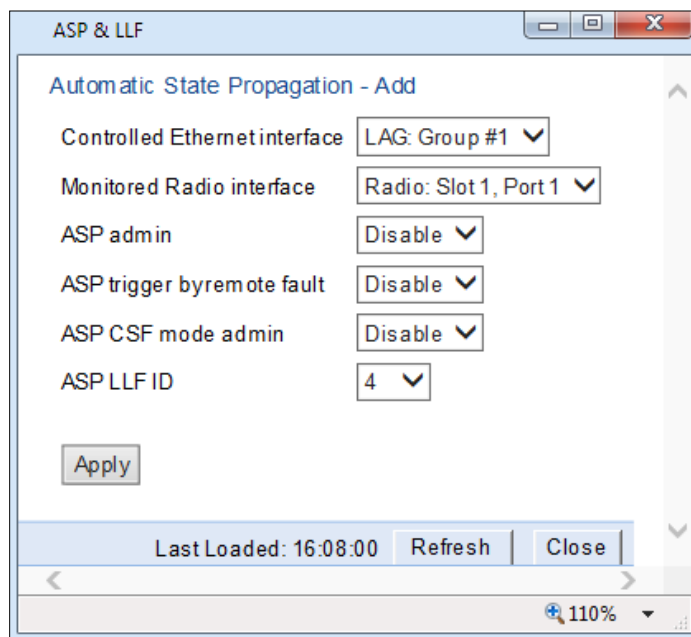 ASP & LLF
Automatic State Propagation - Add
Controlled Ethernet interface LAG: Group #1
Monitored Radio interface Radio: Slot 1, Port 1
ASP admin Disable
ASP trigger byremote fault Disable
ASP CSF mode admin Disable
ASP LLF ID 4
Apply
Last Loaded: 16:08:00 Refresh Close
110%